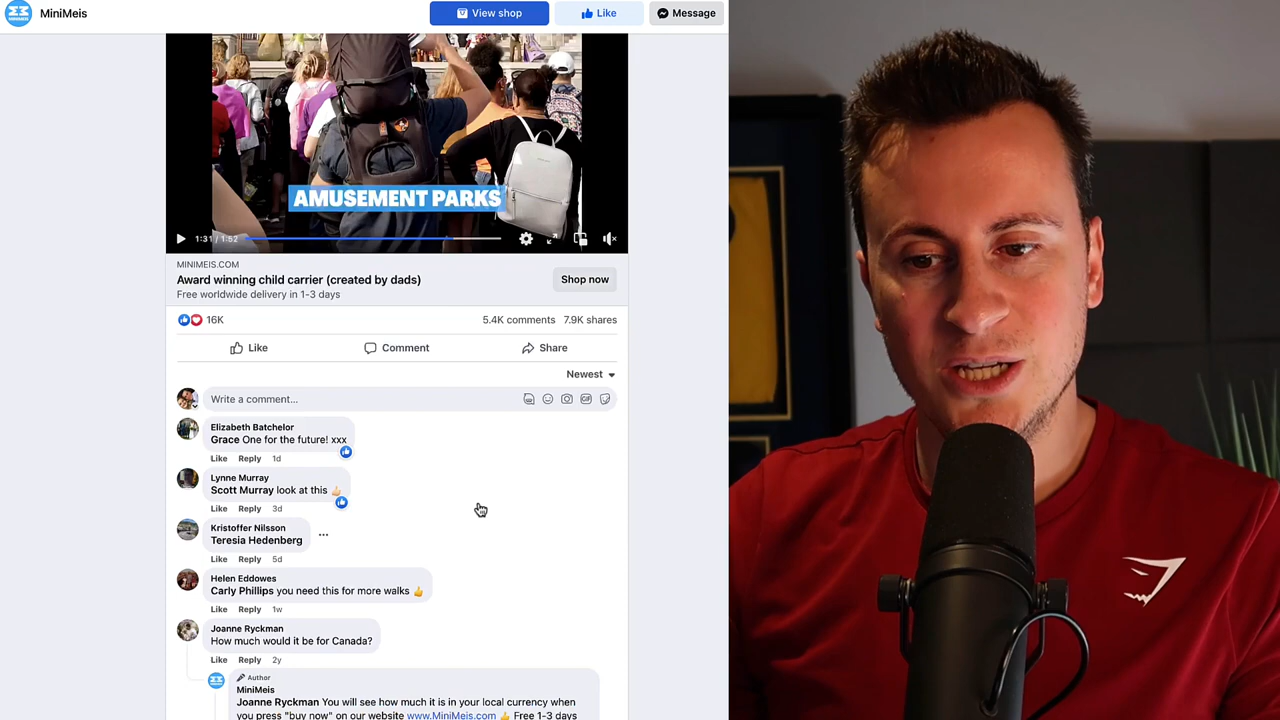 MiniMeis
View shop
Like
Message
AMUSEMENT PARKS
1:31 / 1:52
MINIMEIS.COM
Award winning child carrier (created by dads)
Free worldwide delivery in 1-3 days
Shop now
16K
5.4K comments 7.9K shares
Like
Comment
Share
Newest
Write a comment...
Elizabeth Batchelor
Grace One for the future! xxx
Like Reply 1d
Lynne Murray
Scott Murray look at this
Like Reply 3d
Kristoffer Nilsson
Teresia Hedenberg
Like Reply 5d
Helen Eddowes
Carly Phillips you need this for more walks 👍
Like Reply 1w
Joanne Ryckman
How much would it be for Canada?
Like Reply 2y
Author
MiniMeis
Joanne Ryckman You will see how much it is in your local currency when
you press "buy now" on our website www.MiniMeis.com 👍 Free 1-3 days